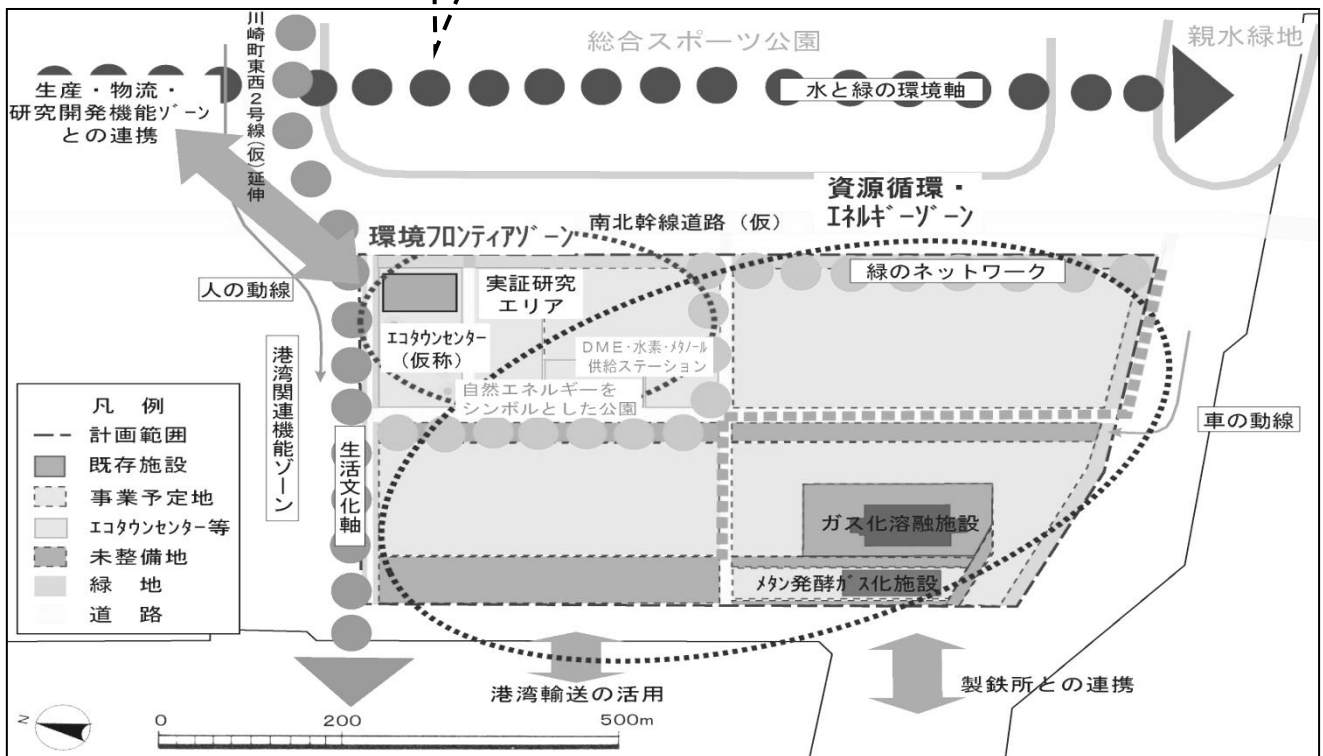 総合スポーツ公園
親水緑地
川崎町東西2号線(仮)延伸
生産・物流・
研究開発機能ｿﾞｰﾝ
との連携
水と緑の環境軸
資源循環・
ｴﾈﾙｷﾞｰｿﾞｰﾝ
南北幹線道路(仮)
環境ﾌﾛﾝﾃｨｱｿﾞｰﾝ
緑のネットワーク
人の動線
実証研究
エリア
ｴｺﾀｳﾝｾﾝﾀｰ
(仮称)
DME・水素・ﾒﾀﾉｰﾙ
供給ステーション
自然エネルギーを
シンボルとした公園
港湾関連機能ゾーン
生活文化軸
車の動線
凡 例
計画範囲
既存施設
事業予定地
ｴｺﾀｳﾝｾﾝﾀｰ等
未整備地
緑 地
道 路
ガス化溶融施設
ﾒﾀﾝ発酵ｶﾞｽ化施設
港湾輸送の活用
製鉄所との連携
N
0 200 500m